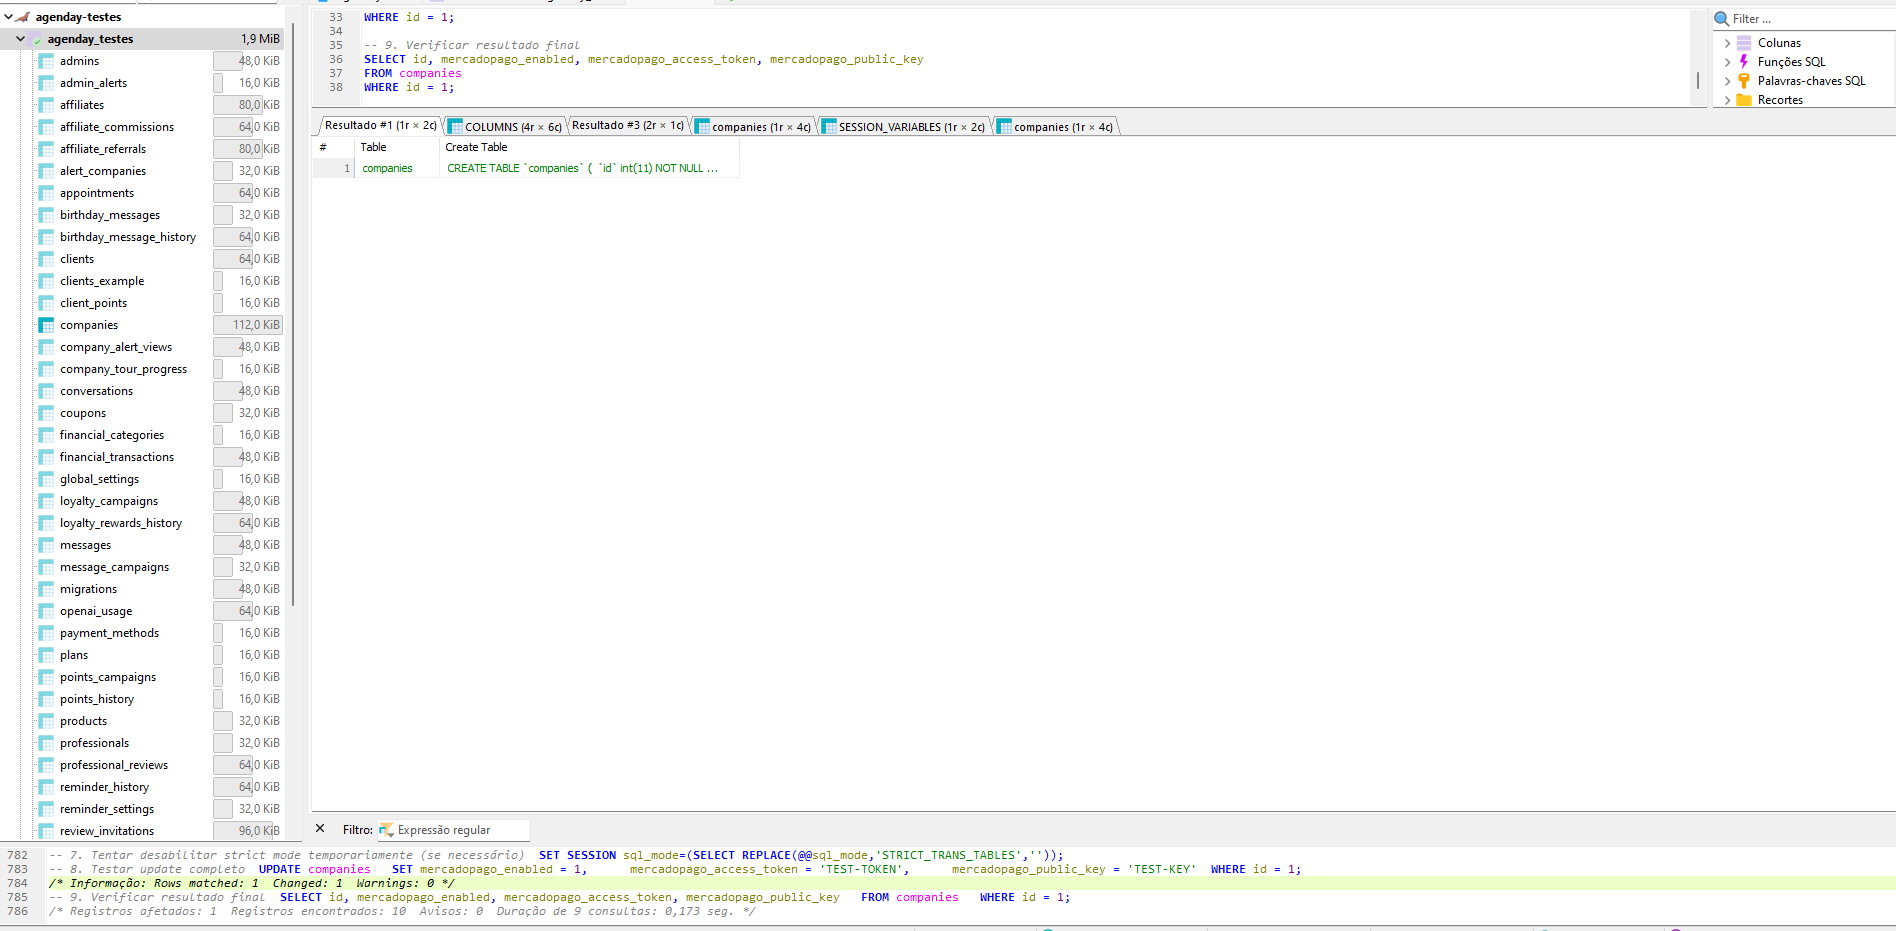 agenday-testes
agenday_testes 1,9 MiB
admins 48,0 KiB
admin_alerts 16,0 KiB
affiliates 80,0 KiB
affiliate_commissions 64,0 KiB
affiliate_referrals 80,0 KiB
alert_companies 32,0 KiB
appointments 64,0 KiB
birthday_messages 32,0 KiB
birthday_message_history 64,0 KiB
clients 64,0 KiB
clients_example 16,0 KiB
client_points 16,0 KiB
companies 112,0 KiB
company_alert_views 48,0 KiB
company_tour_progress 16,0 KiB
conversations 48,0 KiB
coupons 32,0 KiB
financial_categories 16,0 KiB
financial_transactions 48,0 KiB
global_settings 16,0 KiB
loyalty_campaigns 48,0 KiB
loyalty_rewards_history 64,0 KiB
messages 48,0 KiB
message_campaigns 32,0 KiB
migrations 48,0 KiB
openai_usage 64,0 KiB
payment_methods 16,0 KiB
plans 16,0 KiB
points_campaigns 16,0 KiB
points_history 16,0 KiB
products 32,0 KiB
professionals 32,0 KiB
professional_reviews 64,0 KiB
reminder_history 64,0 KiB
reminder_settings 32,0 KiB
review_invitations 96,0 KiB
33 WHERE id = 1;
34
35 -- 9. Verificar resultado final
36 SELECT id, mercadopago_enabled, mercadopago_access_token, mercadopago_public_key
37 FROM companies
38 WHERE id = 1;
Filter ...
Colunas
Funções SQL
Palavras-chaves SQL
Recortes
Resultado #1 (1r × 2c) COLUMNS (4r × 6c) Resultado #3 (2r × 1c) companies (1r × 4c) SESSION_VARIABLES (1r × 2c) companies (1r × 4c)
# Table Create Table
1 companies CREATE TABLE `companies` ( `id` int(11) NOT NULL ...
Filtro: Expressão regular
782 -- 7. Tentar desabilitar strict mode temporariamente (se necessário) SET SESSION sql_mode=(SELECT REPLACE(@@sql_mode,'STRICT_TRANS_TABLES',''));
783 -- 8. Testar update completo UPDATE companies SET mercadopago_enabled = 1, mercadopago_access_token = 'TEST-TOKEN', mercadopago_public_key = 'TEST-KEY' WHERE id = 1;
784 /* Informação: Rows matched: 1 Changed: 1 Warnings: 0 */
785 -- 9. Verificar resultado final SELECT id, mercadopago_enabled, mercadopago_access_token, mercadopago_public_key FROM companies WHERE id = 1;
786 /* Registros afetados: 1 Registros encontrados: 10 Avisos: 0 Duração de 9 consultas: 0,173 seg. */